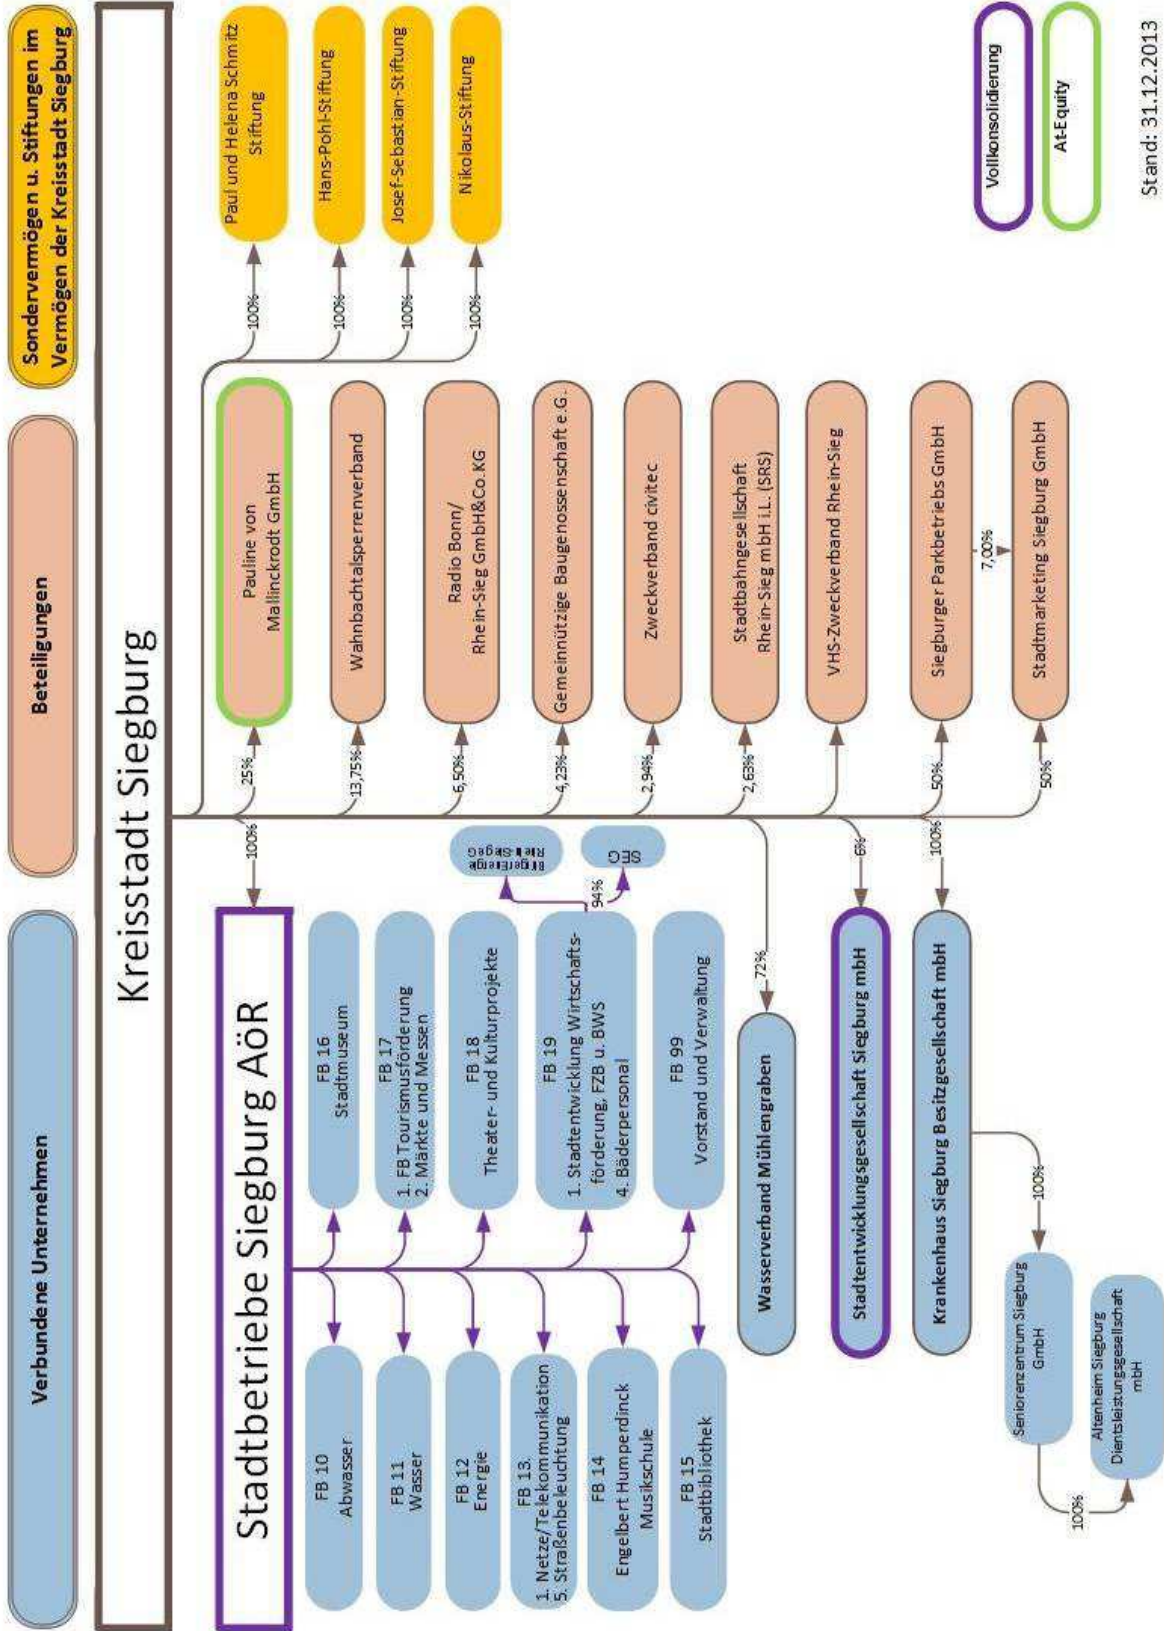 Verbundene Unternehmen
Beteiligungen
Sondervermögen u. Stiftungen im
Vermögen der Kreisstadt Siegburg
Kreisstadt Siegburg
Stadtbetriebe Siegburg AöR
100%
FB 10
Abwasser
FB 11
Wasser
FB 12
Energie
FB 13.
1. Netze/Telekommunikation
5. Straßenbeleuchtung
FB 14
Engelbert Humperdinck
Musikschule
FB 15
Stadtbibliothek
FB 16
Stadtmuseum
FB 17
1. FB Tourismusförderung
2. Märkte und Messen
FB 18
Theater- und Kulturprojekte
FB 19
1. Stadtentwicklung Wirtschafts-
förderung, FZB u. BWS
4. Bäderpersonal
FB 99
Vorstand und Verwaltung
BürgerEnergie
Rhein-Sieg eG
94%
SEG
72%
Wasserverband Mühlengraben
6%
Stadtentwicklungsgesellschaft Siegburg mbH
100%
Krankenhaus Siegburg Besitzgesellschaft mbH
100%
Seniorenzentrum Siegburg
GmbH
100%
Altenheim Siegburg
Dientsleistungsgesellschaft
mbH
25%
Pauline von
Mallinckrodt GmbH
13,75%
Wahnbachtalsperrenverband
6,50%
Radio Bonn/
Rhein-Sieg GmbH&Co.KG
4,23%
Gemeinnützige Baugenossenschaft e.G.
2,94%
Zweckverband civitec
2,63%
Stadtbahngesellschaft
Rhein-Sieg mbH i.L. (SRS)
VHS-Zweckverband Rhein-Sieg
50%
Siegburger Parkbetriebs GmbH
7,00%
50%
Stadtmarketing Siegburg GmbH
100%
Paul und Helena Schmitz
Stiftung
100%
Hans-Pohl-Stiftung
100%
Josef-Sebastian-Stiftung
100%
Nikolaus-Stiftung
Vollkonsolidierung
At-Equity
Stand: 31.12.2013